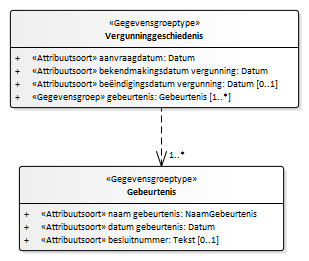 «Gegevensgroeptype»
Vergunninggeschiedenis
+ «Attribuutsoort» aanvraagdatum: Datum
+ «Attribuutsoort» bekendmakingsdatum vergunning: Datum
+ «Attribuutsoort» beëindigingsdatum vergunning: Datum [0..1]
+ «Gegevensgroep» gebeurtenis: Gebeurtenis [1..*]
1..*
«Gegevensgroeptype»
Gebeurtenis
+ «Attribuutsoort» naam gebeurtenis: NaamGebeurtenis
+ «Attribuutsoort» datum gebeurtenis: Datum
+ «Attribuutsoort» besluitnummer: Tekst [0..1]